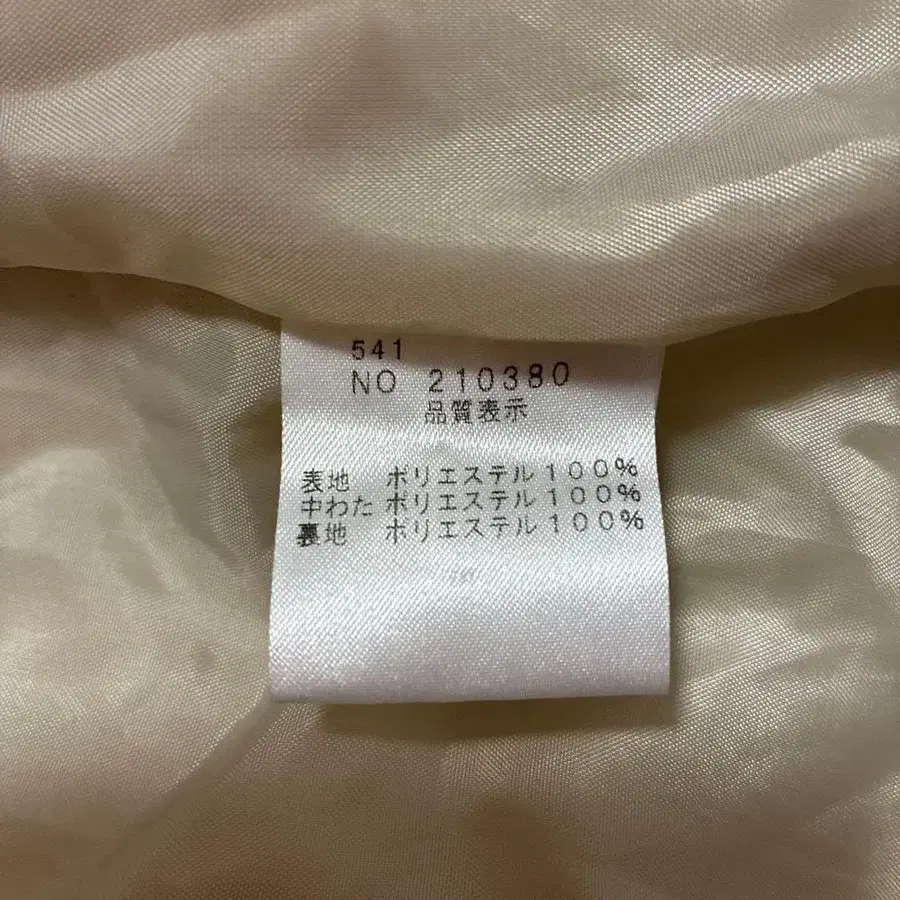 541
NO 210380
品質表示
表地 ポリエステル100%
中わた ポリエステル100%
裏地 ポリエステル100%